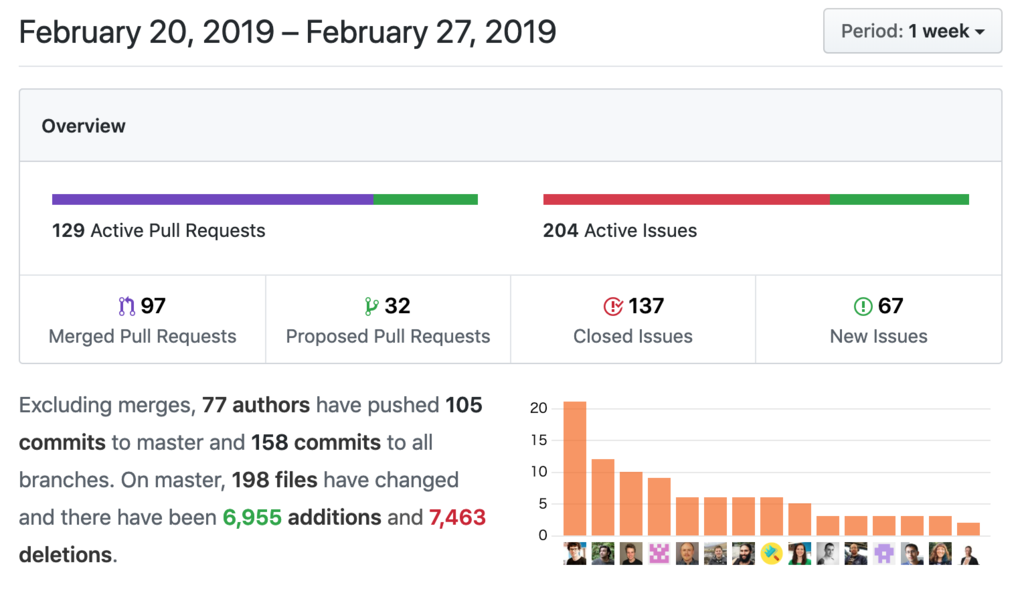 February 20, 2019 – February 27, 2019
Period: 1 week
Overview
129 Active Pull Requests
204 Active Issues
97
Merged Pull Requests
32
Proposed Pull Requests
137
Closed Issues
67
New Issues
Excluding merges, 77 authors have pushed 105
commits to master and 158 commits to all
branches. On master, 198 files have changed
and there have been 6,955 additions and 7,463
deletions.
20
15
10
5
0